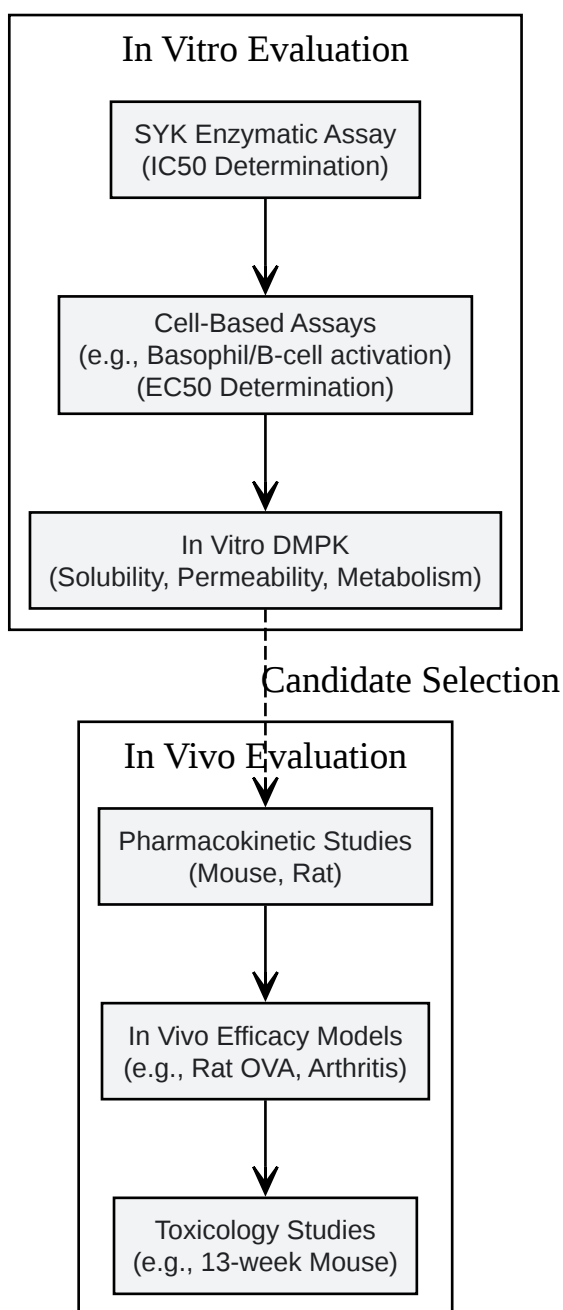 In Vitro Evaluation
SYK Enzymatic Assay
(IC50 Determination)
Cell-Based Assays
(e.g., Basophil/B-cell activation)
(EC50 Determination)
In Vitro DMPK
(Solubility, Permeability, Metabolism)
Candidate Selection
In Vivo Evaluation
Pharmacokinetic Studies
(Mouse, Rat)
In Vivo Efficacy Models
(e.g., Rat OVA, Arthritis)
Toxicology Studies
(e.g., 13-week Mouse)